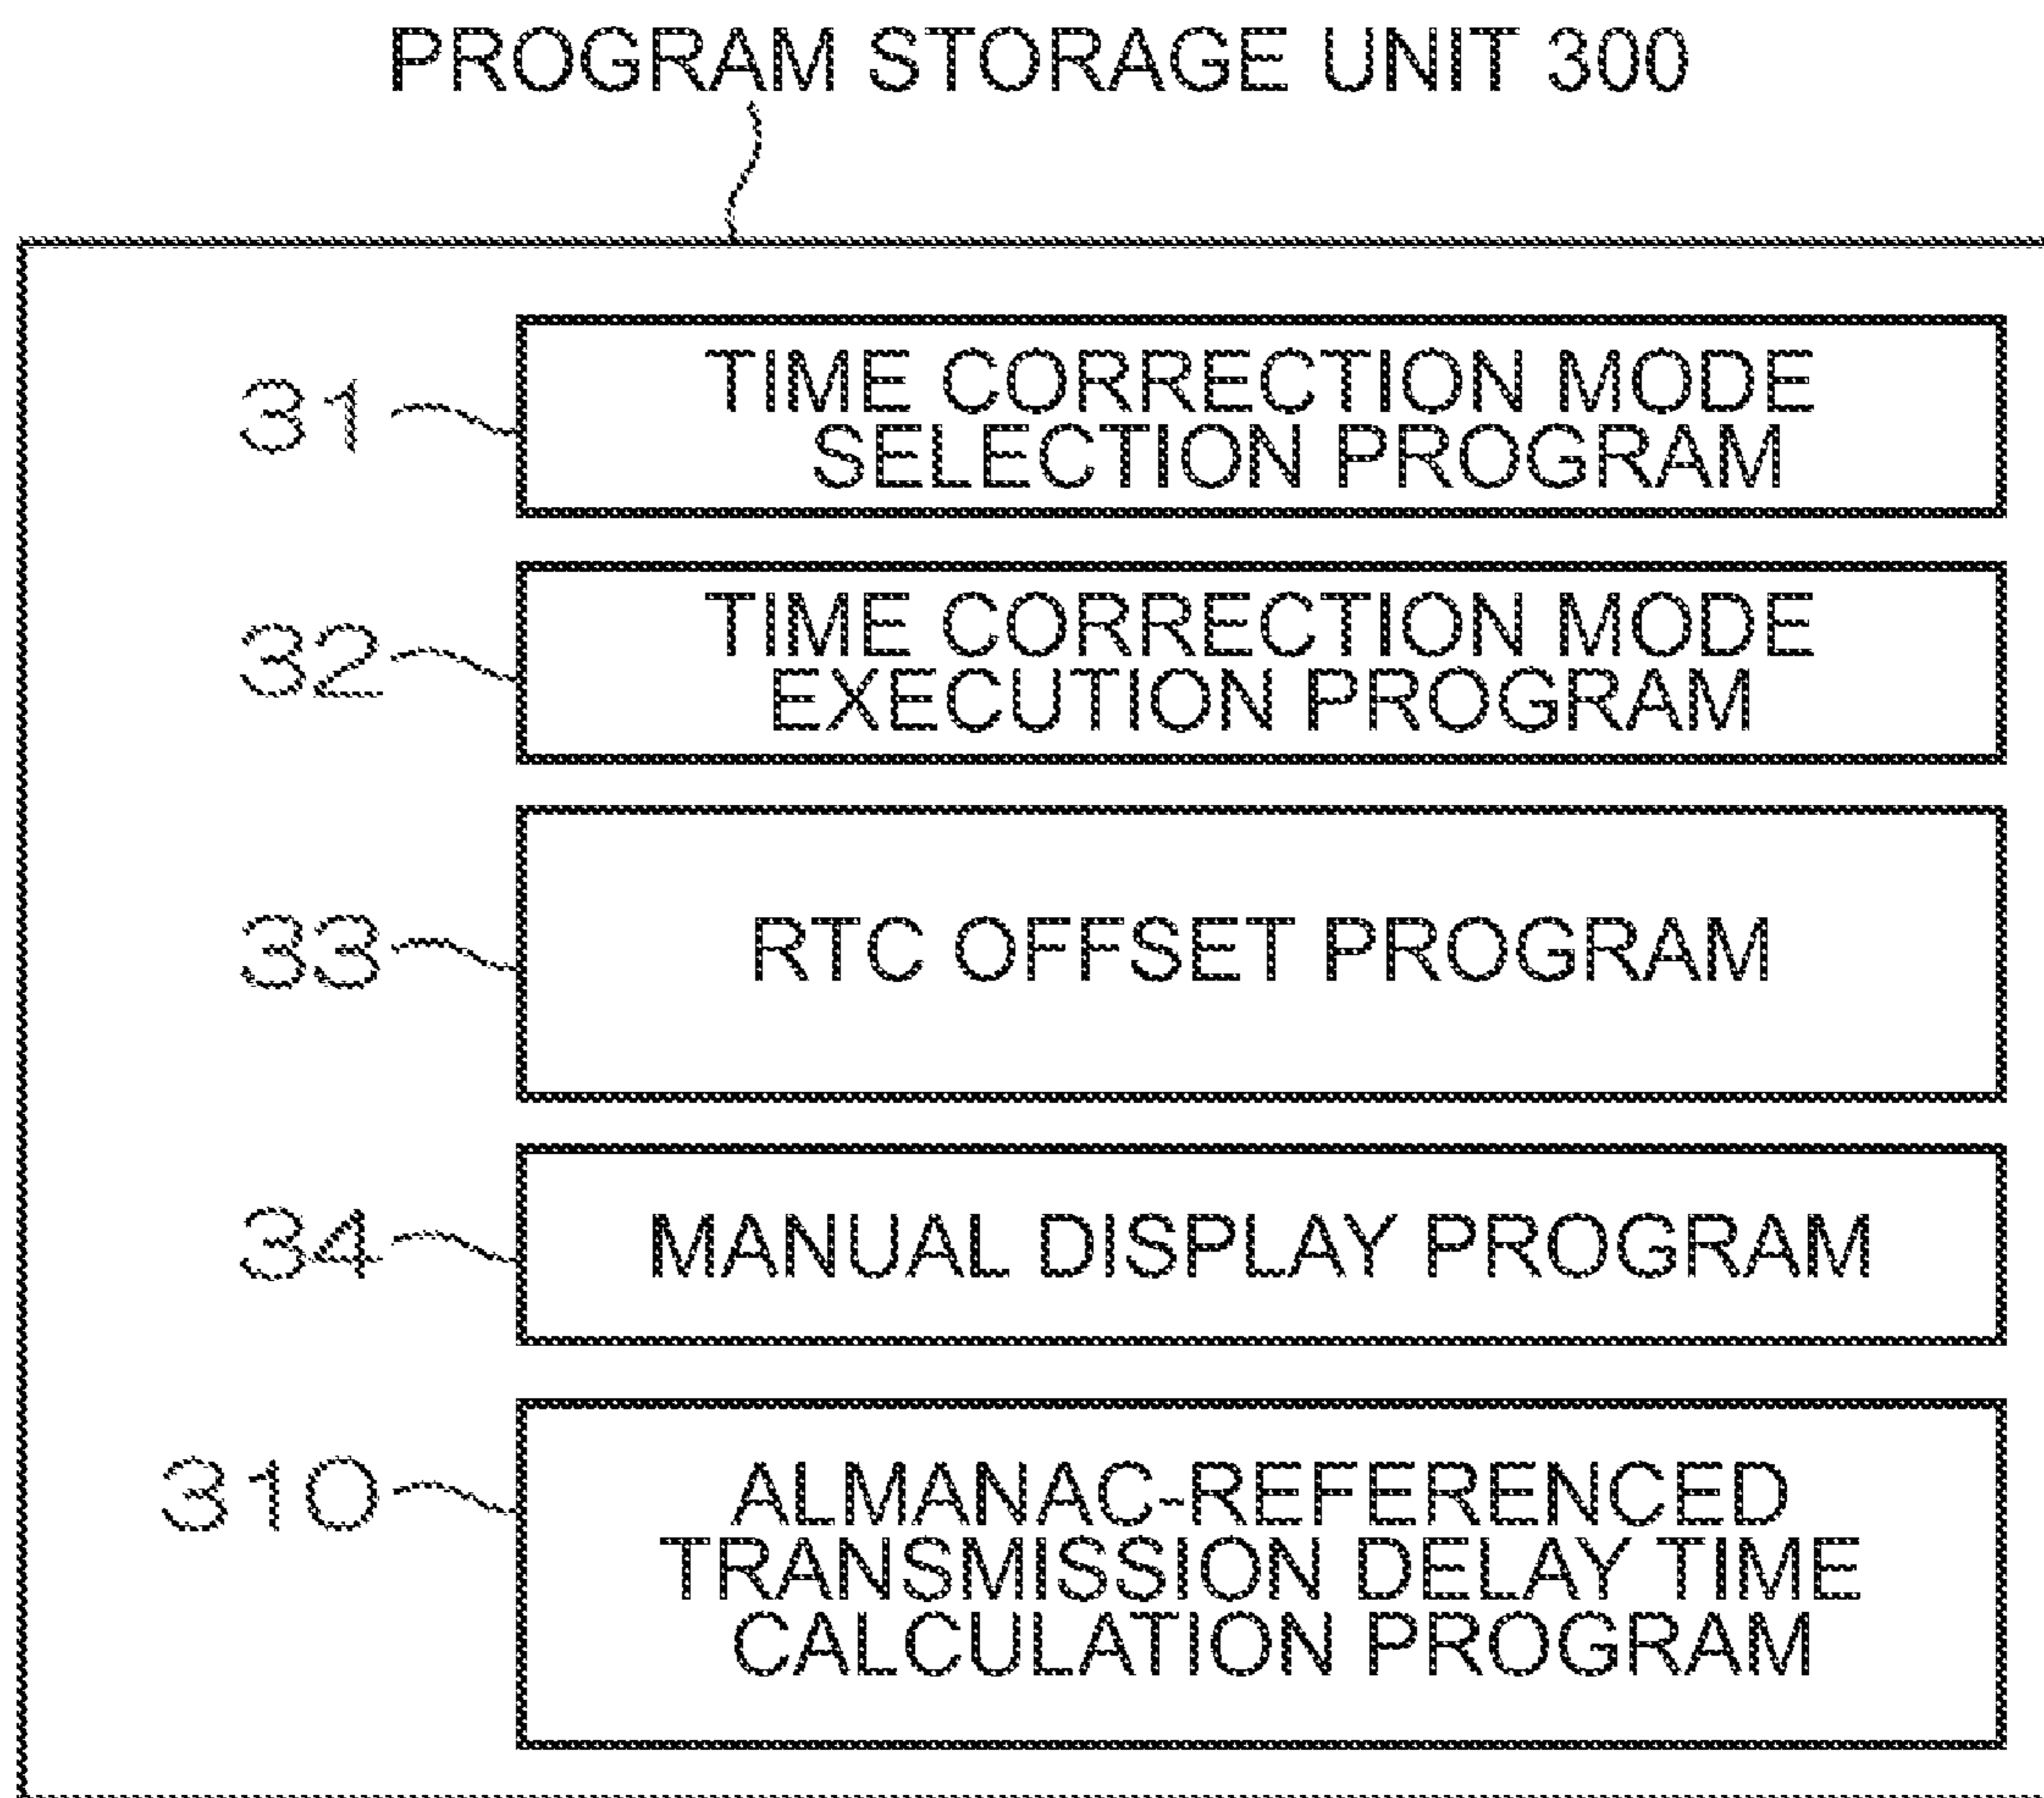 PROGRAM STORAGE UNIT 300
31
TIME CORRECTION MODE
SELECTION PROGRAM
32
TIME CORRECTION MODE
EXECUTION PROGRAM
33
RTC OFFSET PROGRAM
34
MANUAL DISPLAY PROGRAM
310
ALMANAC-REFERENCED
TRANSMISSION DELAY TIME
CALCULATION PROGRAM